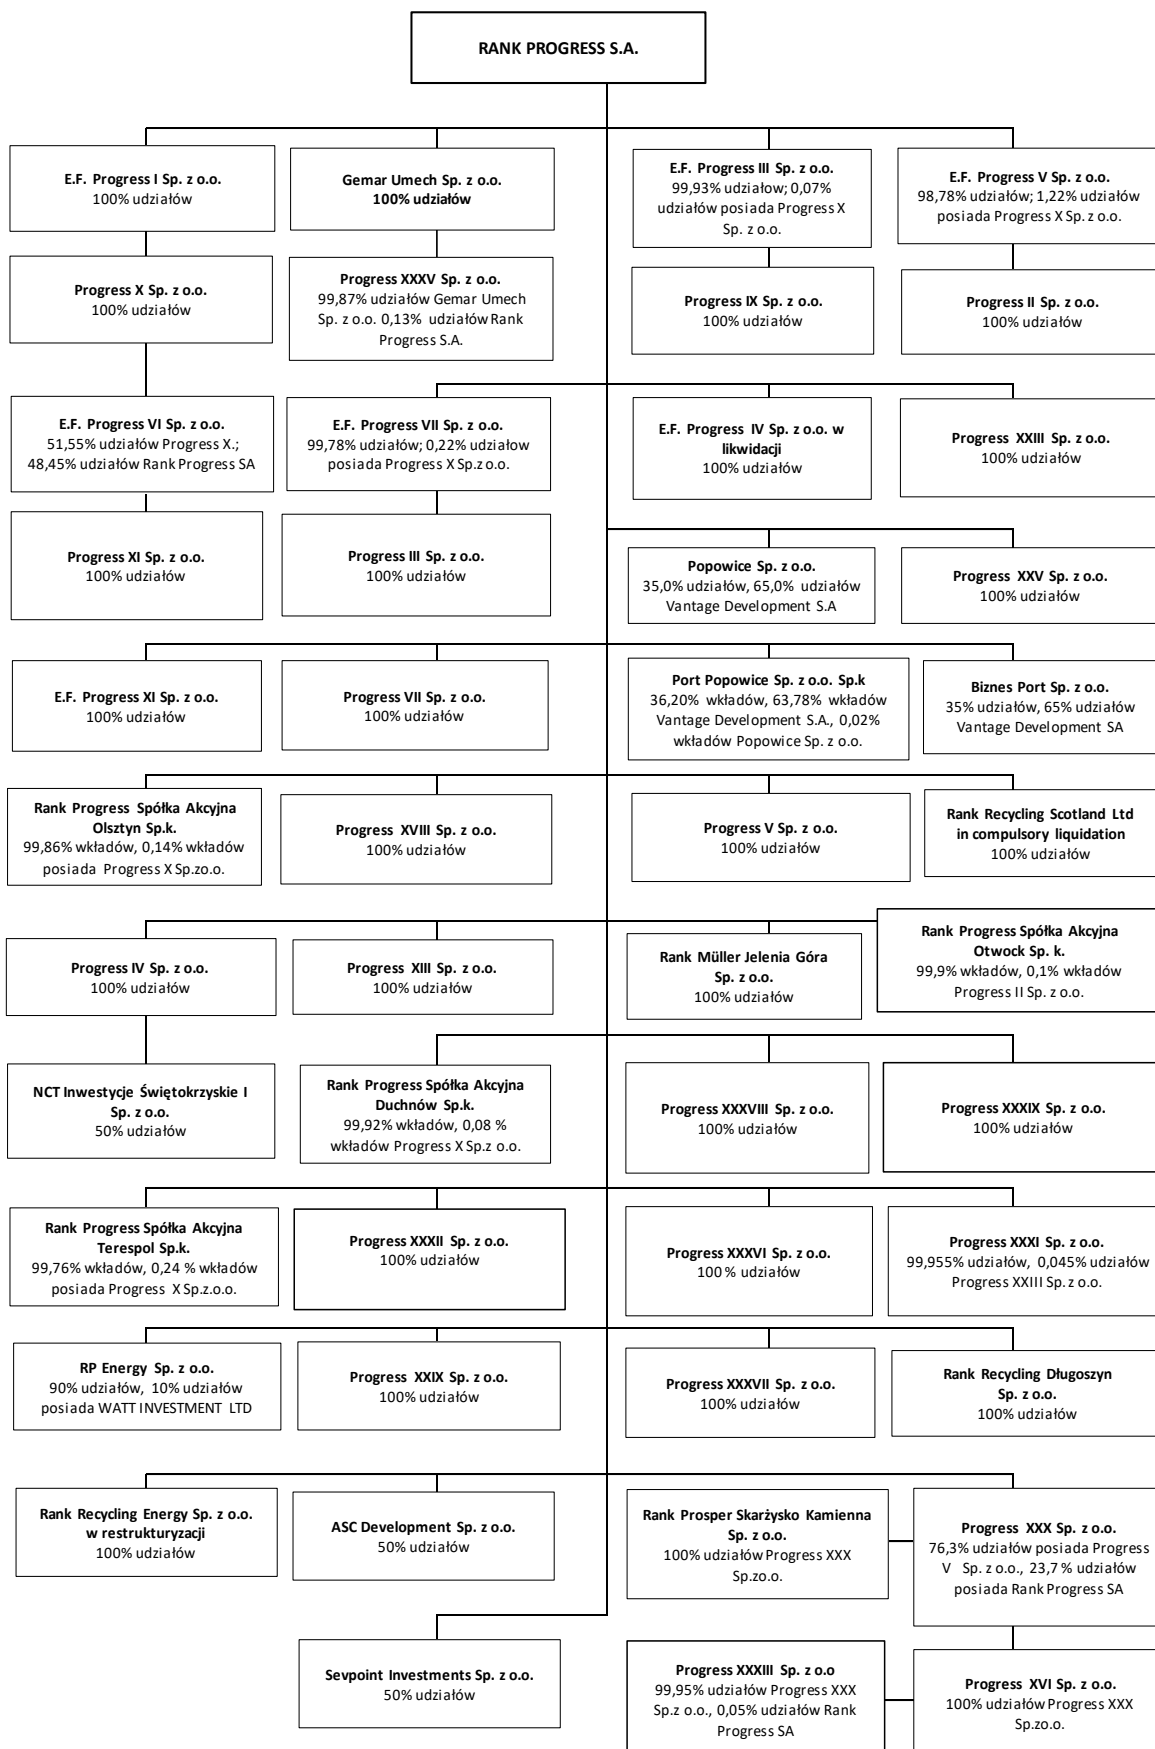 RANK PROGRESS S.A.
E.F. Progress I Sp. z o.o.
100% udziałów
Gemar Umech Sp. z o.o.
100% udziałów
E.F. Progress III Sp. z o.o.
99,93% udziałów; 0,07%
udziałów posiada Progress X
Sp. z o.o.
E.F. Progress V Sp. z o.o.
98,78% udziałów; 1,22% udziałów
posiada Progress X Sp. z o.o.
Progress X Sp. z o.o.
100% udziałów
Progress XXXV Sp. z o.o.
99,87% udziałów Gemar Umech
Sp. z o.o. 0,13% udziałów Rank
Progress S.A.
Progress IX Sp. z o.o.
100% udziałów
Progress II Sp. z o.o.
100% udziałów
E.F. Progress VI Sp. z o.o.
51,55% udziałów Progress X.;
48,45% udziałów Rank Progress SA
E.F. Progress VII Sp. z o.o.
99,78% udziałów; 0,22% udziałow
posiada Progress X Sp.z o.o.
E.F. Progress IV Sp. z o.o. w
likwidacji
100% udziałów
Progress XXIII Sp. z o.o.
100% udziałów
Progress XI Sp. z o.o.
100% udziałów
Progress III Sp. z o.o.
100% udziałów
Popowice Sp. z o.o.
35,0% udziałów, 65,0% udziałów
Vantage Development S.A
Progress XXV Sp. z o.o.
100% udziałów
E.F. Progress XI Sp. z o.o.
100% udziałów
Progress VII Sp. z o.o.
100% udziałów
Port Popowice Sp. z o.o. Sp.k
36,20% wkładów, 63,78% wkładów
Vantage Development S.A., 0,02%
wkładów Popowice Sp. z o.o.
Biznes Port Sp. z o.o.
35% udziałów, 65% udziałów
Vantage Development SA
Rank Progress Spółka Akcyjna
Olsztyn Sp.k.
99,86% wkładów, 0,14% wkładów
posiada Progress X Sp.zo.o.
Progress XVIII Sp. z o.o.
100% udziałów
Progress V Sp. z o.o.
100% udziałów
Rank Recycling Scotland Ltd
in compulsory liquidation
100% udziałów
Progress IV Sp. z o.o.
100% udziałów
Progress XIII Sp. z o.o.
100% udziałów
Rank Müller Jelenia Góra
Sp. z o.o.
100% udziałów
Rank Progress Spółka Akcyjna
Otwock Sp. k.
99,9% wkładów, 0,1% wkładów
Progress II Sp. z o.o.
NCT Inwestycje Świętokrzyskie I
Sp. z o.o.
50% udziałów
Rank Progress Spółka Akcyjna
Duchnów Sp.k.
99,92% wkładów, 0,08 %
wkładów Progress X Sp.z o.o.
Progress XXXVIII Sp. z o.o.
100% udziałów
Progress XXXIX Sp. z o.o.
100% udziałów
Rank Progress Spółka Akcyjna
Terespol Sp.k.
99,76% wkładów, 0,24 % wkładów
posiada Progress X Sp.z.o.o.
Progress XXXII Sp. z o.o.
100% udziałów
Progress XXXVI Sp. z o.o.
100 % udziałów
Progress XXXI Sp. z o.o.
99,955% udziałów, 0,045% udziałów
Progress XXIII Sp. z o.o.
RP Energy Sp. z o.o.
90% udziałów, 10% udziałów
posiada WATT INVESTMENT LTD
Progress XXIX Sp. z o.o.
100% udziałów
Progress XXXVII Sp. z o.o.
100% udziałów
Rank Recycling Długoszyn
Sp. z o.o.
100% udziałów
Rank Recycling Energy Sp. z o.o.
w restrukturyzacji
100% udziałów
ASC Development Sp. z o.o.
50% udziałów
Rank Prosper Skarżysko Kamienna
Sp. z o.o.
100% udziałów Progress XXX
Sp.zo.o.
Progress XXX Sp. z o.o.
76,3% udziałów posiada Progress
V Sp. z o.o., 23,7 % udziałów
posiada Rank Progress SA
Sevpoint Investments Sp. z o.o.
50% udziałów
Progress XXXIII Sp. z o.o
99,95% udziałów Progress XXX
Sp.z o.o., 0,05% udziałów Rank
Progress SA
Progress XVI Sp. z o.o.
100% udziałów Progress XXX
Sp.zo.o.